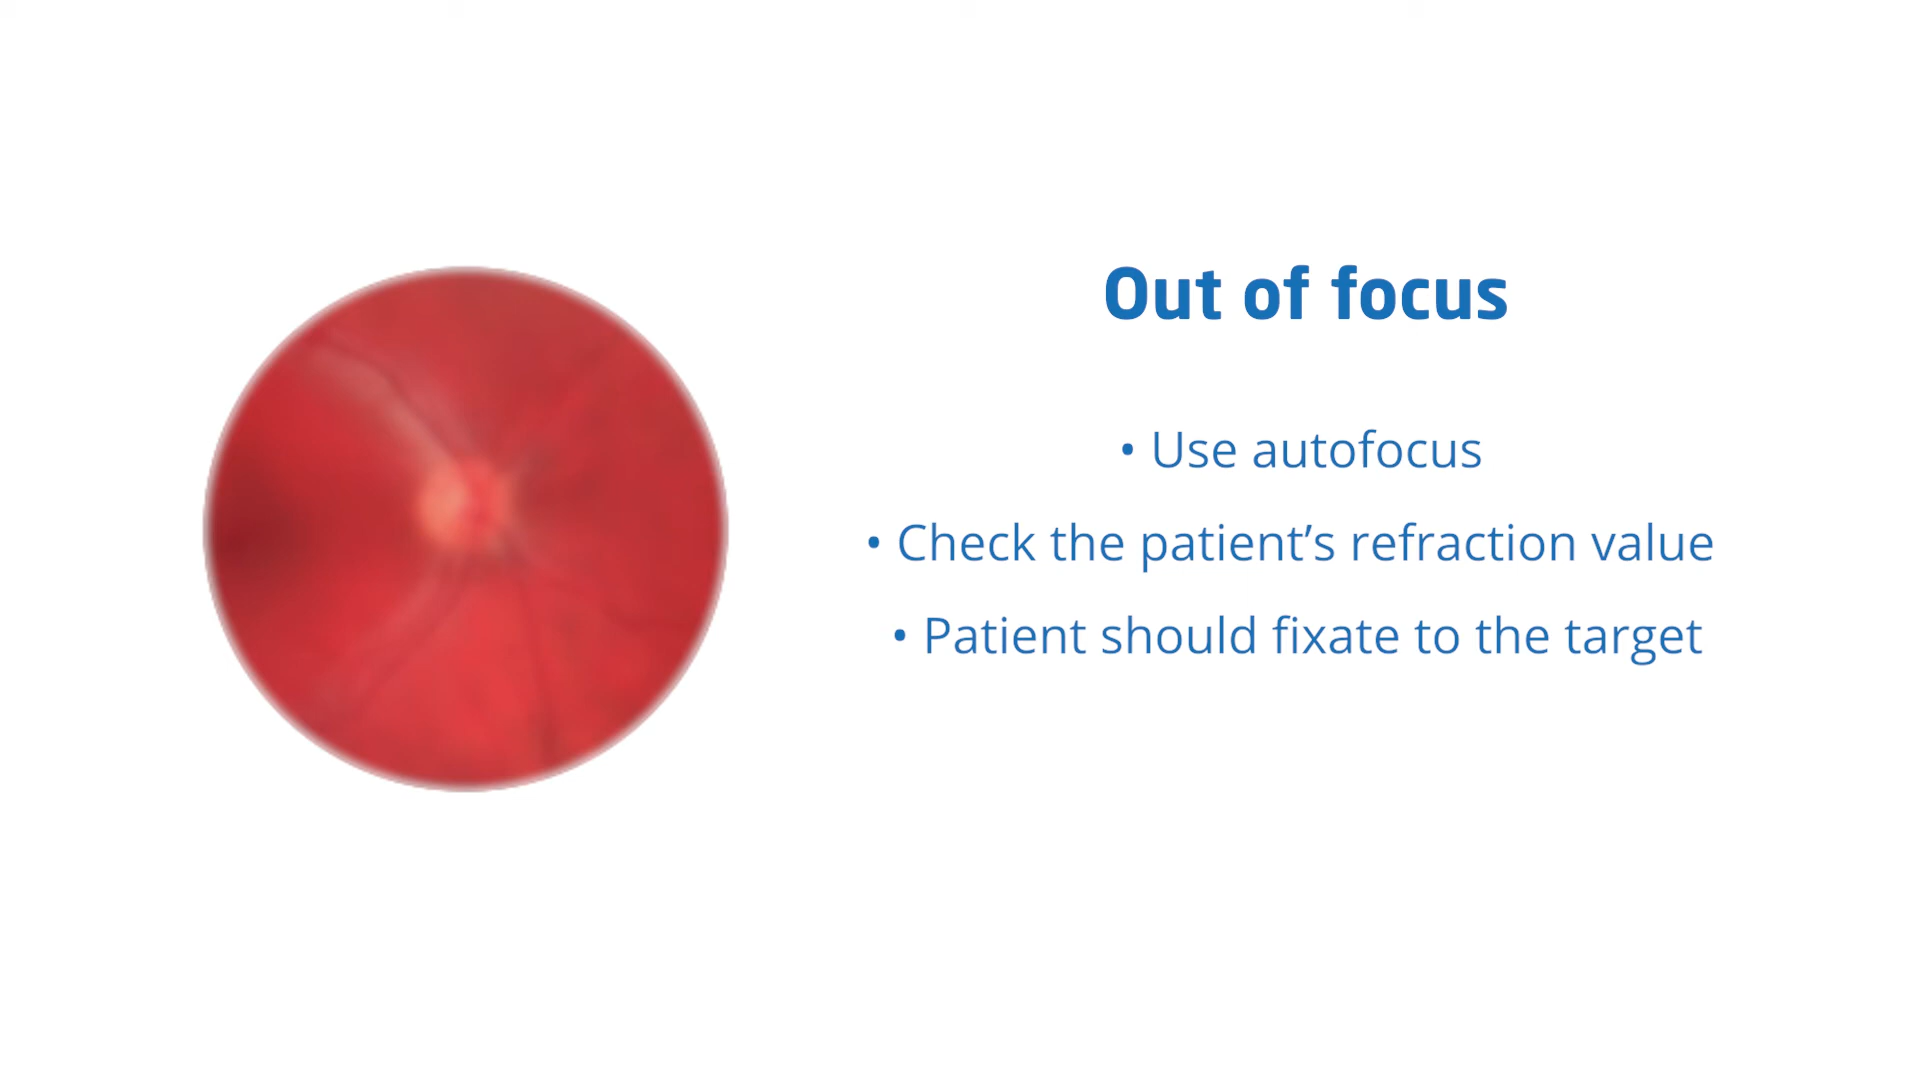 Out of focus
• Use autofocus
• Check the patient’s refraction value
• Patient should fixate to the target